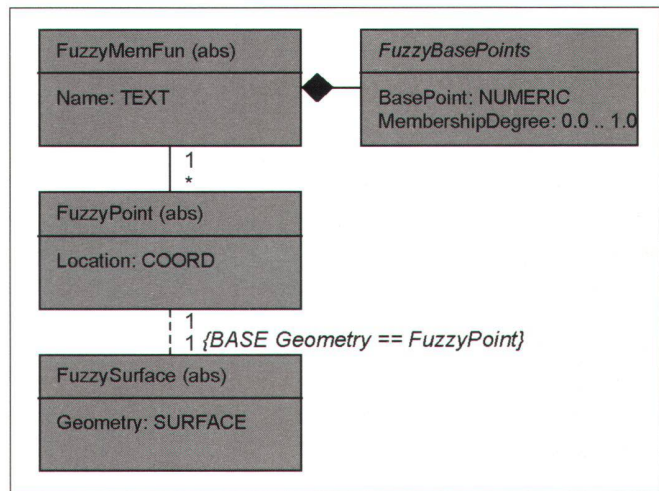 FuzzyMemFun (abs)
Name: TEXT
FuzzyBasePoints
BasePoint: NUMERIC
MembershipDegree: 0.0 .. 1.0
1
*
FuzzyPoint (abs)
Location: COORD
1
1 {BASE Geometry == FuzzyPoint}
FuzzySurface (abs)
Geometry: SURFACE